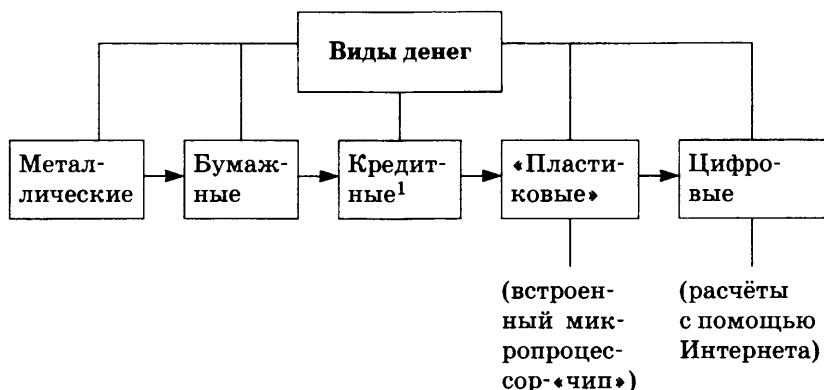 Виды денег
Метал-
лические
Бумаж-
ные
Кредит-
ные¹
«Пласти-
ковые»
Цифро-
вые
(встроен-
ный мик-
ропроцес-
сор-«чип»)
(расчёты
с помощью
Интернета)